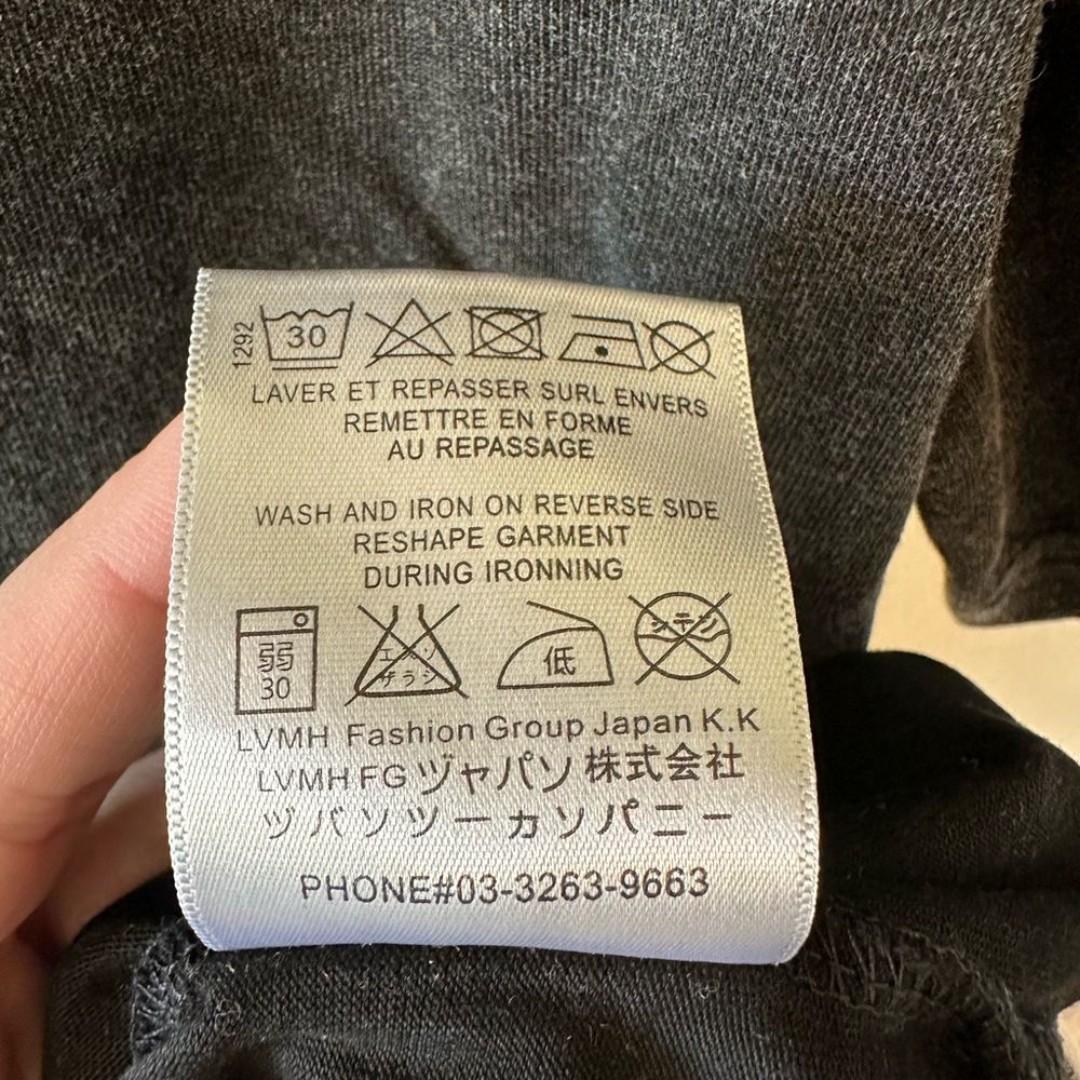 1292
30
LAVER ET REPASSER SURL ENVERS
REMETTRE EN FORME
AU REPASSAGE
WASH AND IRON ON REVERSE SIDE
RESHAPE GARMENT
DURING IRONNING
弱
30
エンソ
サラシ
低
LVMH Fashion Group Japan K.K
LVMH FG ヅャパソ 株式会社
ヅバソツーカソパニー
PHONE#03-3263-9663